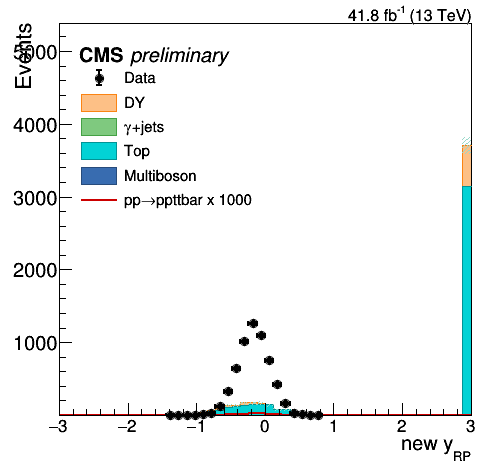 41.8 fb⁻¹ (13 TeV)
Events
CMS preliminary
Data
DY
γ+jets
Top
Multiboson
pp→ppttbar x 1000
5000
4000
3000
2000
1000
−3 −2 −1 0 1 2 3
new y_RP